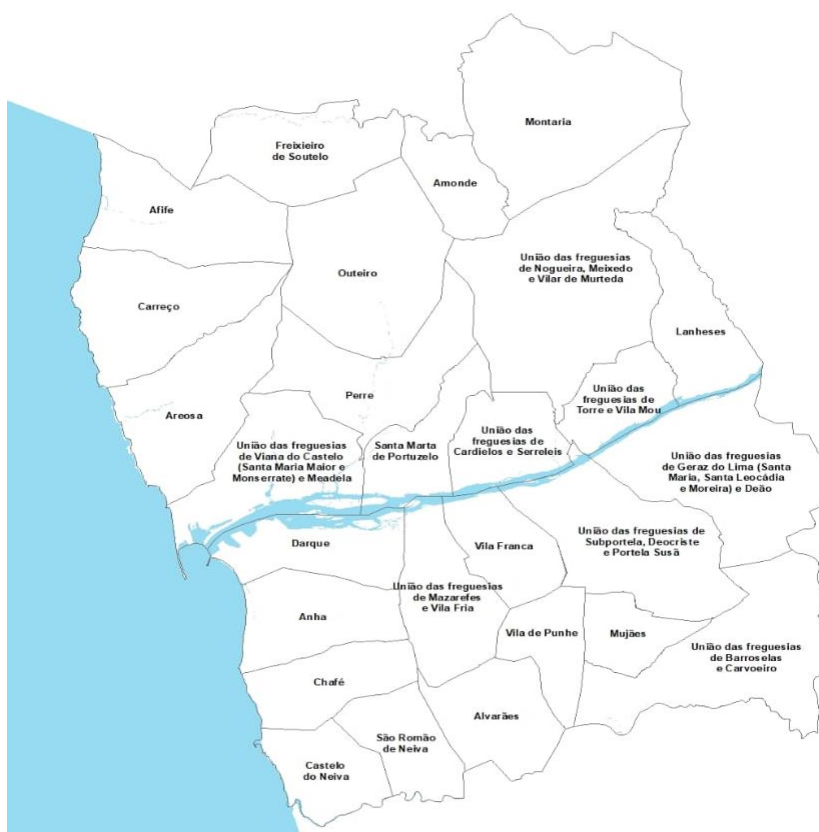 Montaria
Freixieiro
de Soutelo
Amonde
Afife
União das freguesias
de Nogueira, Meixedo
e Vilar de Murteda
Outeiro
Carreço
Lanheses
Perre
União das
freguesias de
Torre e Vila Mou
Areosa
União das freguesias
de Viana do Castelo
(Santa Maria Maior e
Monserrate) e Meadela
Santa Marta
de Portuzelo
União das
freguesias de
Cardielos e Serreleis
União das freguesias
de Geraz do Lima (Santa
Maria, Santa Leocádia
e Moreira) e Deão
Darque
Vila Franca
União das freguesias de
Subportela, Deocriste
e Portela Susã
União das freguesias
de Mazarefes
e Vila Fria
Anha
Vila de Punhe
Mujães
União das freguesias
de Barroselas
e Carvoeiro
Chafé
Alvarães
São Romão
de Neiva
Castelo
do Neiva